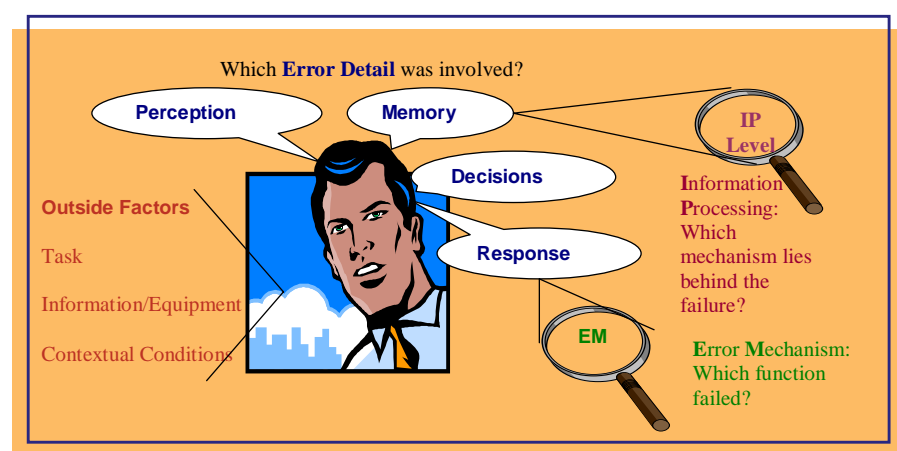 Which Error Detail was involved?
Perception
Memory
Decisions
Response
Outside Factors
Task
Information/Equipment
Contextual Conditions
IP
Level
Information
Processing:
Which
mechanism lies
behind the
failure?
EM
Error Mechanism:
Which function
failed?